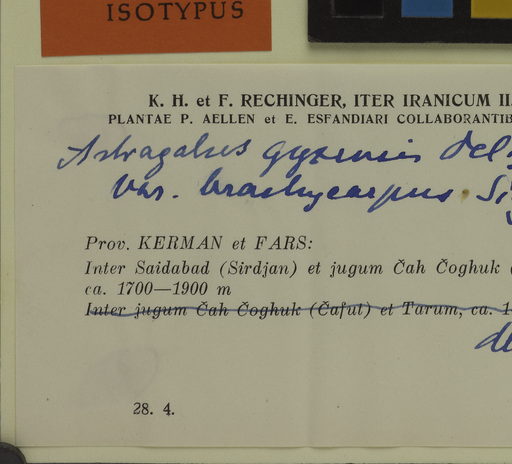 ISOTYPUS
K. H. et F. RECHINGER, ITER IRANICUM II.
PLANTAE P. AELLEN et E. ESFANDIARI COLLABORANTIB
Astragalus
var. brachycarpus Si
Prov. KERMAN et FARS:
Inter Saidabad (Sirdjan) et jugum Čah Čoghuk (
ca. 1700—1900 m
Inter jugum Čah Čoghuk (Čaful) et Tarum, ca. 1
28. 4.